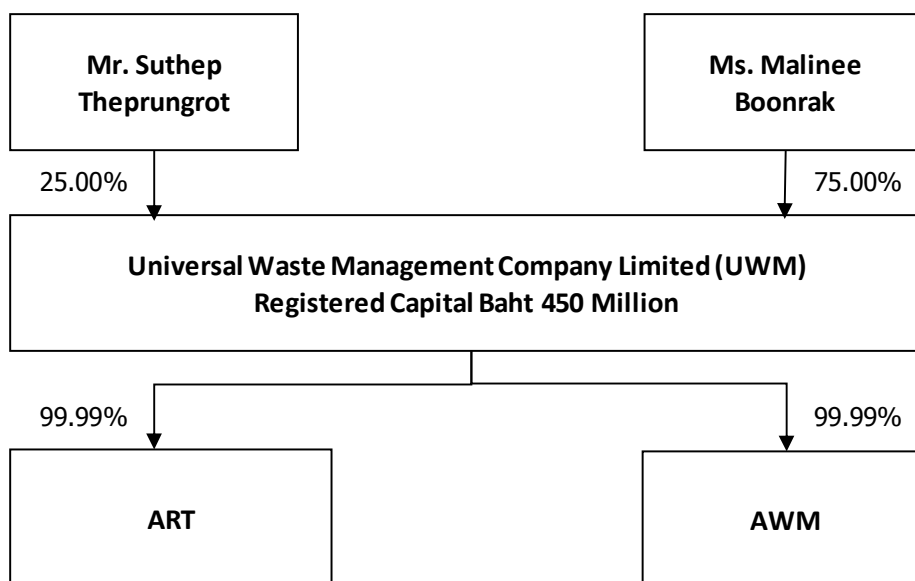 Mr. Suthep
Theprungrot
Ms. Malinee
Boonrak
25.00%
75.00%
Universal Waste Management Company Limited (UWM)
Registered Capital Baht 450 Million
99.99%
99.99%
ART
AWM